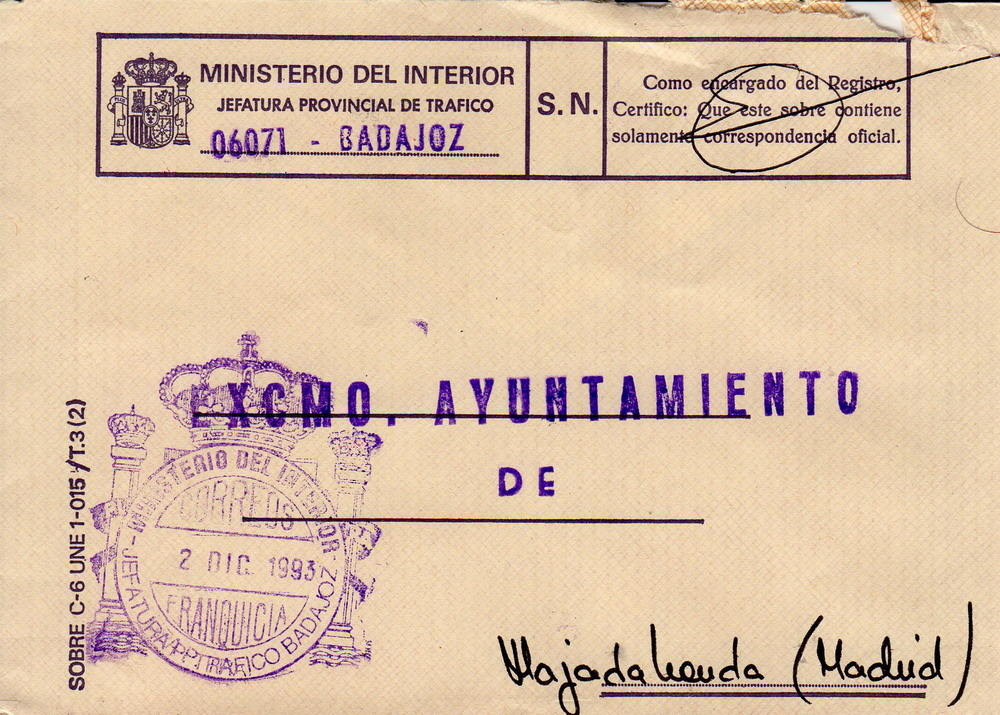 MINISTERIO DEL INTERIOR
JEFATURA PROVINCIAL DE TRAFICO
06071 - BADAJOZ
S. N.
Como encargado del Registro,
Certifico: Que este sobre contiene
solamente correspondencia oficial.
EXCMO. AYUNTAMIENTO
DE
Majadahonda (Madrid)
MINISTERIO DEL INTERIOR
CORREOS
2 DIC. 1993
FRANQUICIA
JEFATURA PROV. TRAFICO BADAJOZ
SOBRE C-6 UNE 1-015 /T.3 (2)